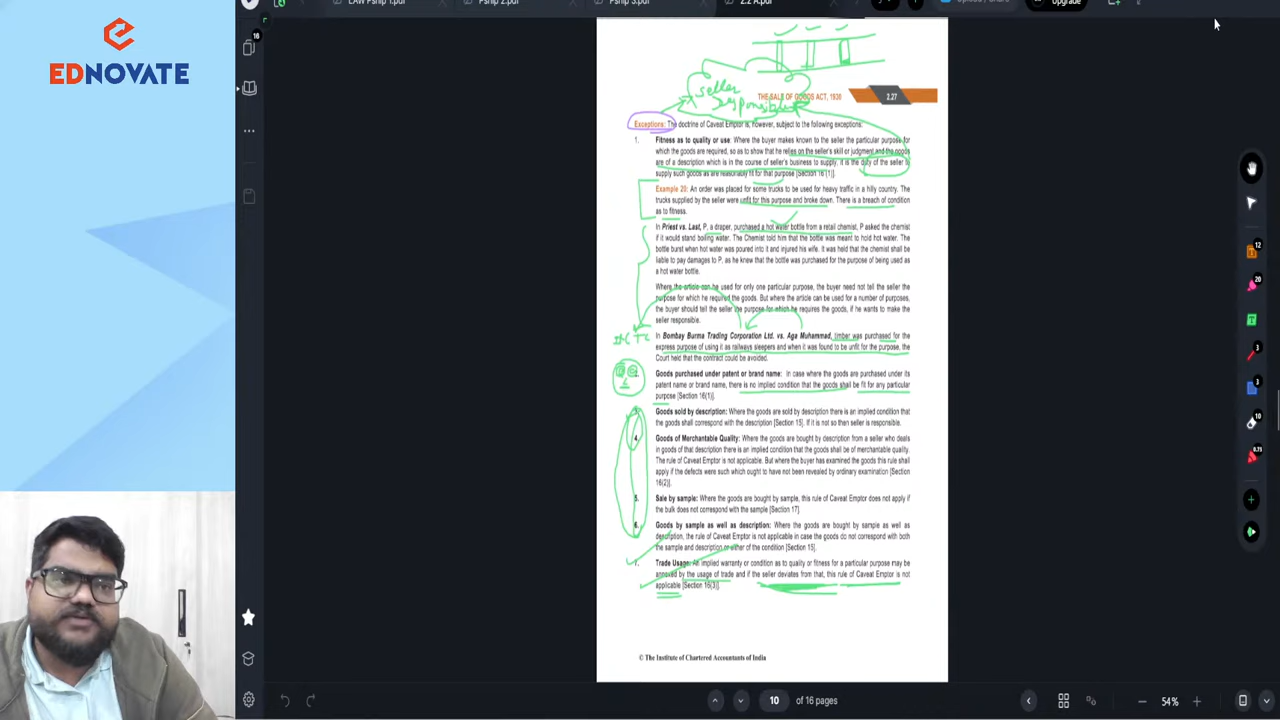 LAW Pship 1.pdf
Pship 2.pdf
Pship 3.pdf
2.2 A.pdf
Upgrade
EDNOVATE
16
seller
responsible
THE SALE OF GOODS ACT, 1930
2.27
Exceptions: The doctrine of Caveat Emptor is, however, subject to the following exceptions:
1. Fitness as to quality or use: Where the buyer makes known to the seller the particular purpose for
which the goods are required, so as to show that he relies on the seller's skill or judgment and the goods
are of a description which is in the course of seller's business to supply, it is the duty of the seller to
supply such goods as are reasonably fit for that purpose [Section 16 (1)].
Example 20: An order was placed for some trucks to be used for heavy traffic in a hilly country. The
trucks supplied by the seller were unfit for this purpose and broke down. There is a breach of condition
as to fitness.
In Priest vs. Last, P, a draper, purchased a hot water bottle from a retail chemist, P asked the chemist
if it would stand boiling water. The Chemist told him that the bottle was meant to hold hot water. The
bottle burst when hot water was poured into it and injured his wife. It was held that the chemist shall be
liable to pay damages to P, as he knew that the bottle was purchased for the purpose of being used as
a hot water bottle.
Where the article can be used for only one particular purpose, the buyer need not tell the seller the
purpose for which he required the goods. But where the article can be used for a number of purposes,
the buyer should tell the seller the purpose for which he requires the goods, if he wants to make the
seller responsible.
In Bombay Burma Trading Corporation Ltd. vs. Aga Muhammad, timber was purchased for the
express purpose of using it as railways sleepers and when it was found to be unfit for the purpose, the
Court held that the contract could be avoided.
Goods purchased under patent or brand name: In case where the goods are purchased under its
patent name or brand name, there is no implied condition that the goods shall be fit for any particular
purpose [Section 16(1)].
Goods sold by description: Where the goods are sold by description there is an implied condition that
the goods shall correspond with the description [Section 15]. If it is not so then seller is responsible.
4. Goods of Merchantable Quality: Where the goods are bought by description from a seller who deals
in goods of that description there is an implied condition that the goods shall be of merchantable quality.
The rule of Caveat Emptor is not applicable. But where the buyer has examined the goods this rule shall
apply if the defects were such which ought to have not been revealed by ordinary examination [Section
16(2)].
5. Sale by sample: Where the goods are bought by sample, this rule of Caveat Emptor does not apply if
the bulk does not correspond with the sample [Section 17].
6. Goods by sample as well as description: Where the goods are bought by sample as well as
description, the rule of Caveat Emptor is not applicable in case the goods do not correspond with both
the sample and description or either of the condition [Section 15].
7. Trade Usage: An implied warranty or condition as to quality or fitness for a particular purpose may be
annexed by the usage of trade and if the seller deviates from that, this rule of Caveat Emptor is not
applicable [Section 16(3)].
© The Institute of Chartered Accountants of India
10 of 16 pages
54%
12
20
3
3
10
0.75